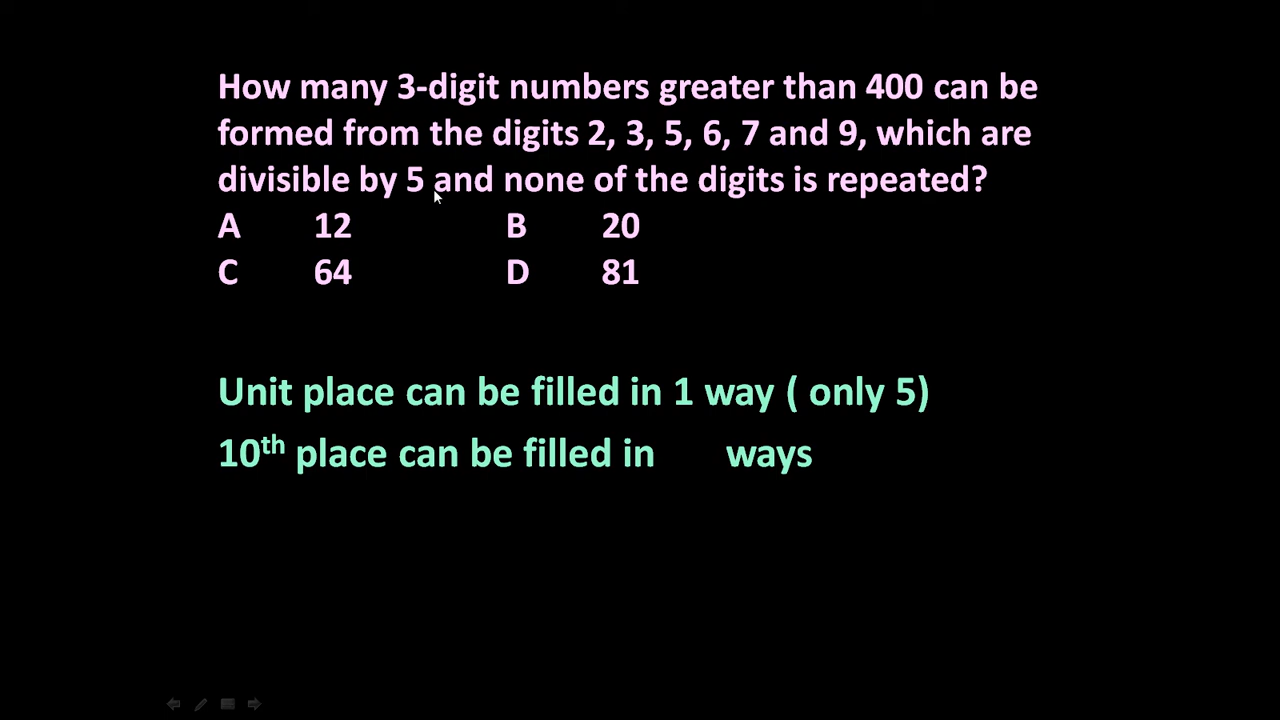 How many 3-digit numbers greater than 400 can be
formed from the digits 2, 3, 5, 6, 7 and 9, which are
divisible by 5 and none of the digits is repeated?
A 12 B 20
C 64 D 81
Unit place can be filled in 1 way ( only 5)
10th place can be filled in ways